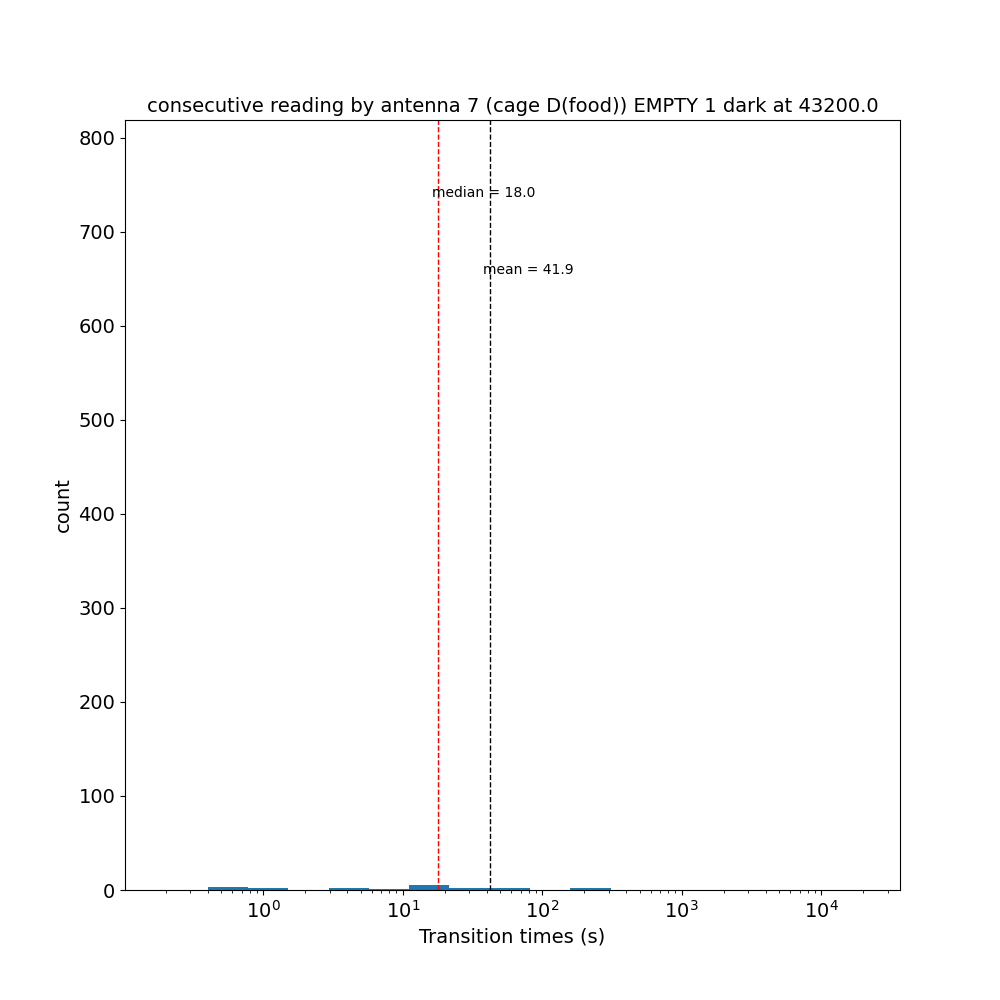 consecutive reading by antenna 7 (cage D(food)) EMPTY 1 dark at 43200.0
800
median = 18.0
700
mean = 41.9
600
500
count
400
300
200
100
0
10⁰ 10¹ 10² 10³ 10⁴
Transition times (s)